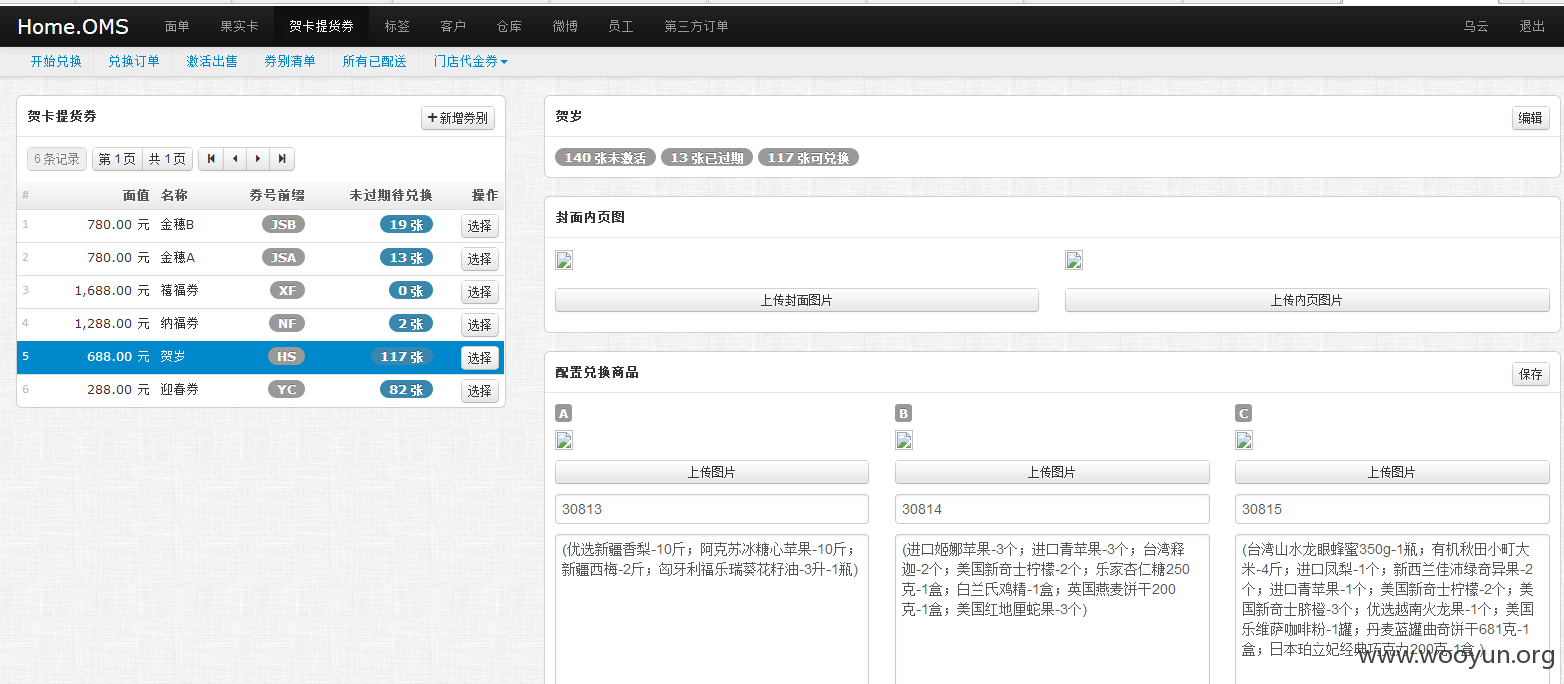 Home.OMS 面单 果实卡 贺卡提货券 标签 客户 仓库 微博 员工 第三方订单 乌云 退出
开始兑换 兑换订单 激活出售 券别清单 所有已配送 门店代金券
贺卡提货券 +新增券别
6 条记录 第 1 页 共 1 页
# 面值 名称 券号前缀 未过期待兑换 操作
1 780.00 元 金穗B JSB 19 张 选择
2 780.00 元 金穗A JSA 13 张 选择
3 1,688.00 元 禧福券 XF 0 张 选择
4 1,288.00 元 纳福券 NF 2 张 选择
5 688.00 元 贺岁 HS 117 张 选择
6 288.00 元 迎春券 YC 82 张 选择
贺岁 编辑
140 张未激活 13 张已过期 117 张可兑换
封面内页图
上传封面图片 上传内页图片
配置兑换商品 保存
A
上传图片
30813
(优选新疆香梨-10斤；阿克苏冰糖心苹果-10斤；
新疆西梅-2斤；匈牙利福乐瑞葵花籽油-3升-1瓶)
B
上传图片
30814
(进口姬娜苹果-3个；进口青苹果-3个；台湾释
迦-2个；美国新奇士柠檬-2个；乐家杏仁糖250
克-1盒；白兰氏鸡精-1盒；英国燕麦饼干200
克-1盒；美国红地厘蛇果-3个)
C
上传图片
30815
(台湾山水龙眼蜂蜜350g-1瓶；有机秋田小町大
米-4斤；进口凤梨-1个；新西兰佳沛绿奇异果-2
个；进口青苹果-1个；美国新奇士柠檬-2个；美
国新奇士脐橙-3个；优选越南火龙果-1个；美国
乐维萨咖啡粉-1罐；丹麦蓝罐曲奇饼干681克-1
盒；日本珀立妃经典巧克力200克-1盒)
www.wooyun.org